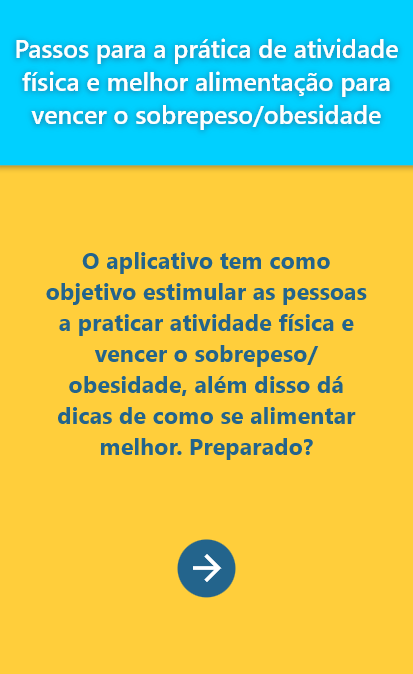 Passos para a prática de atividade
física e melhor alimentação para
vencer o sobrepeso/obesidade
O aplicativo tem como
objetivo estimular as pessoas
a praticar atividade física e
vencer o sobrepeso/
obesidade, além disso dá
dicas de como se alimentar
melhor. Preparado?